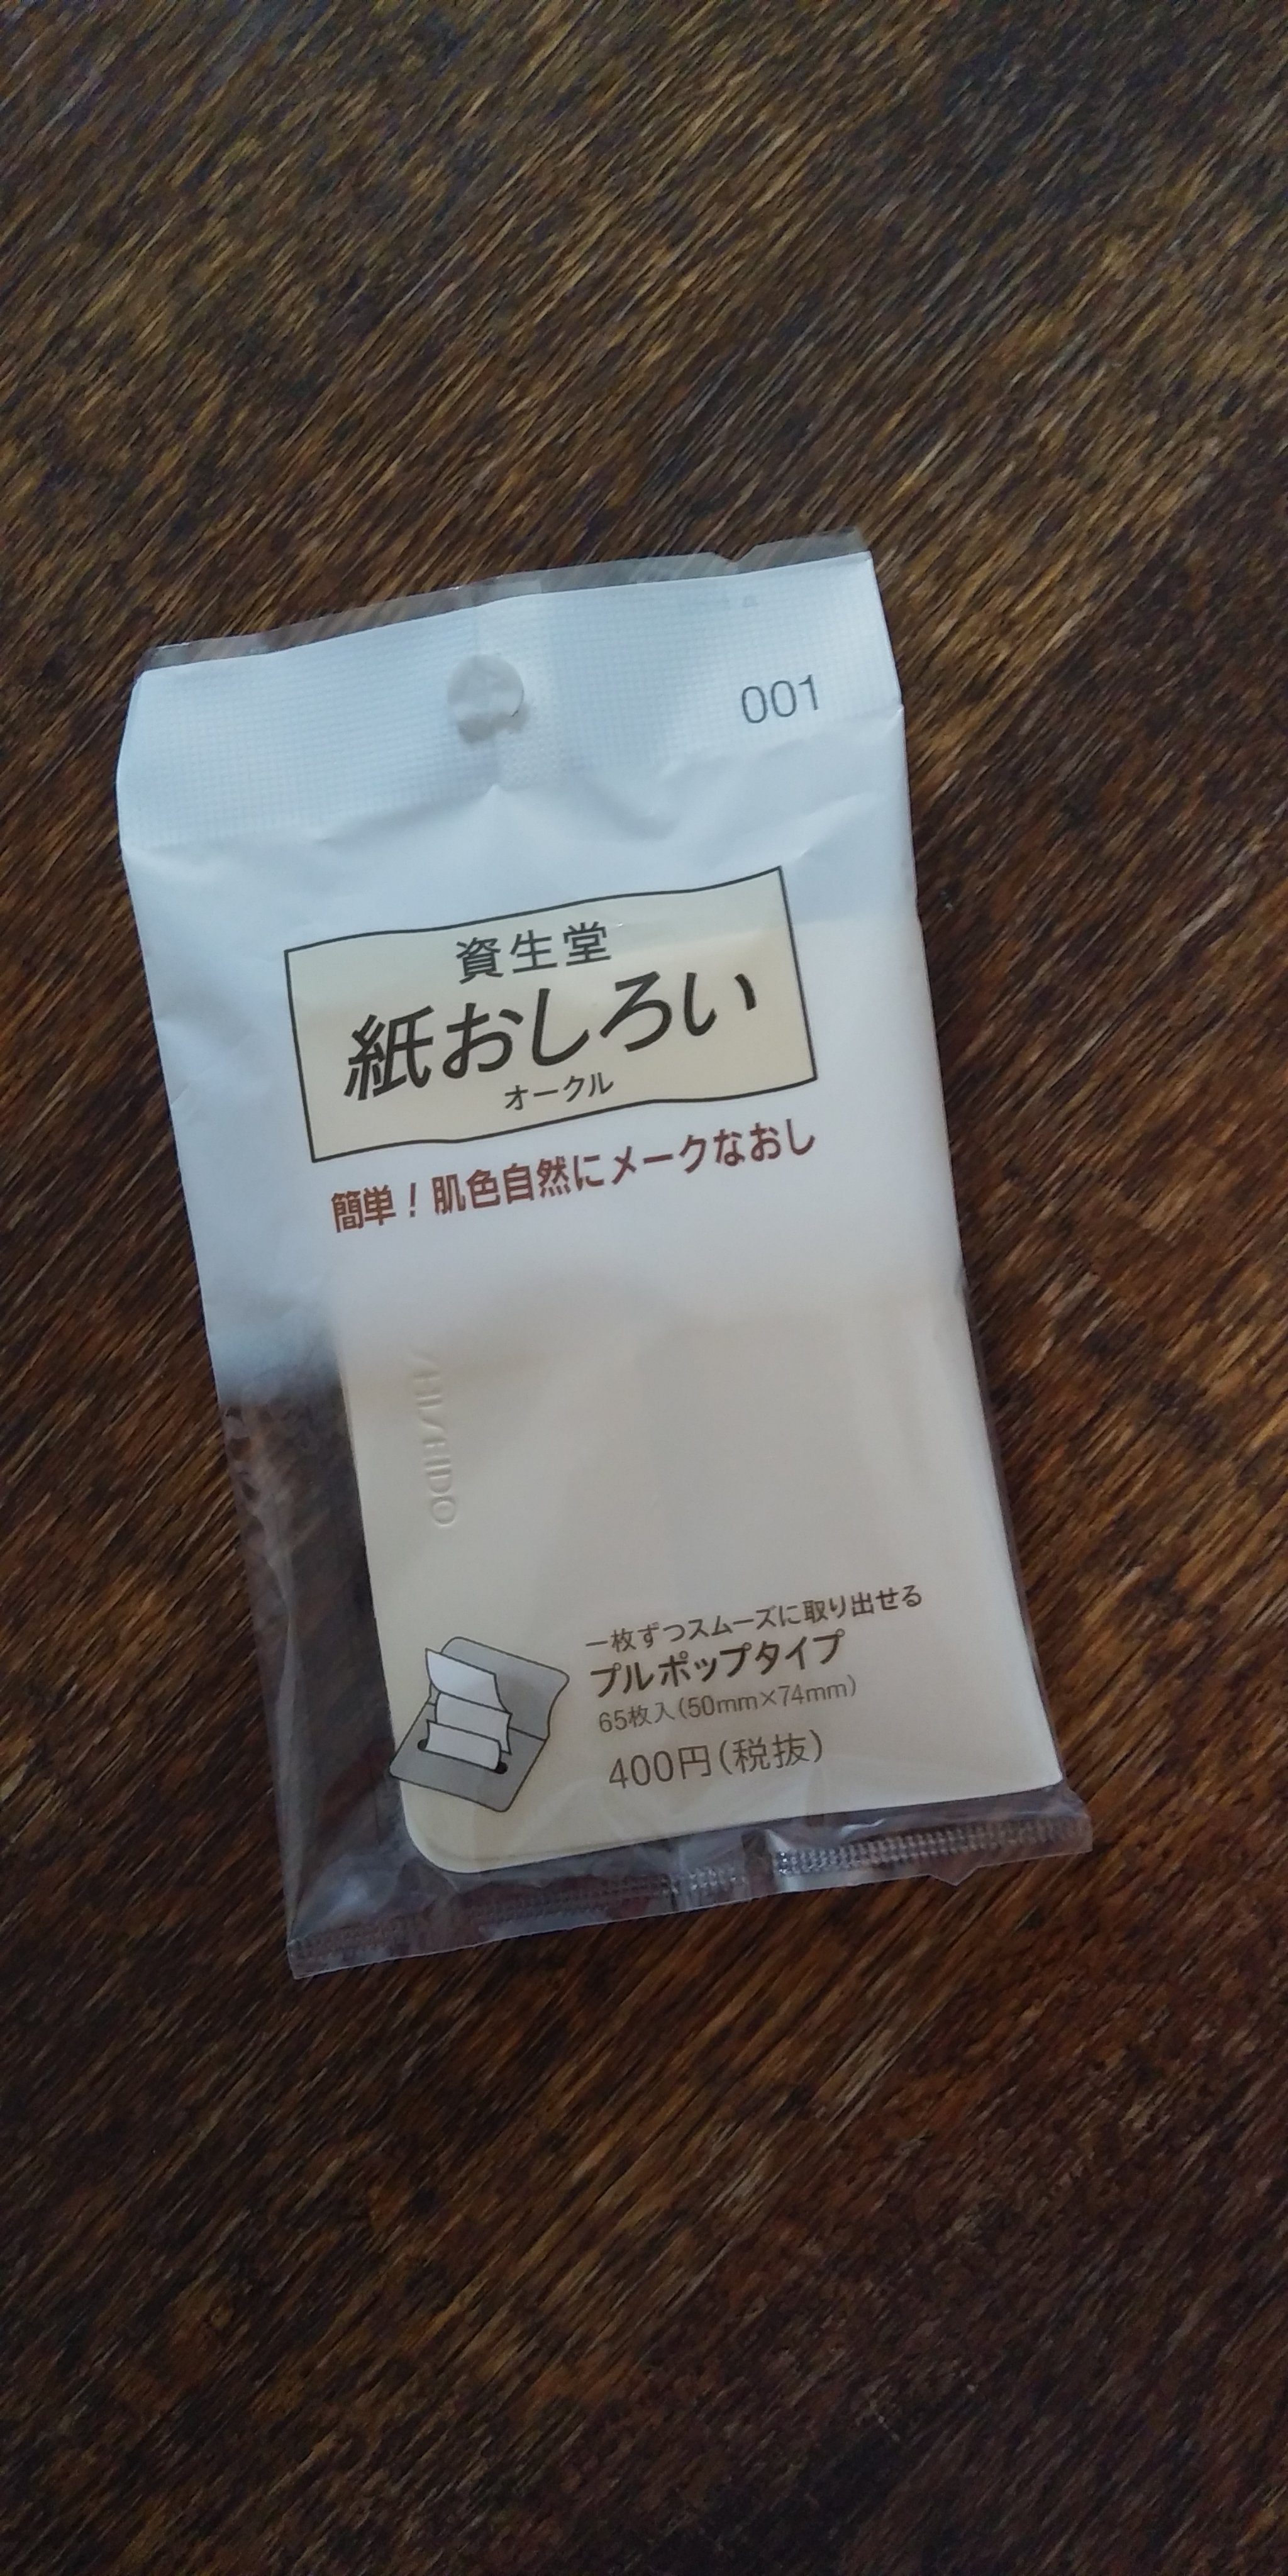 001
資生堂
紙おしろい
オークル
簡単！肌色自然にメークなおし
SHISEIDO
一枚ずつスムーズに取り出せる
プルポップタイプ
65枚入(50mm×74mm)
400円(税抜)